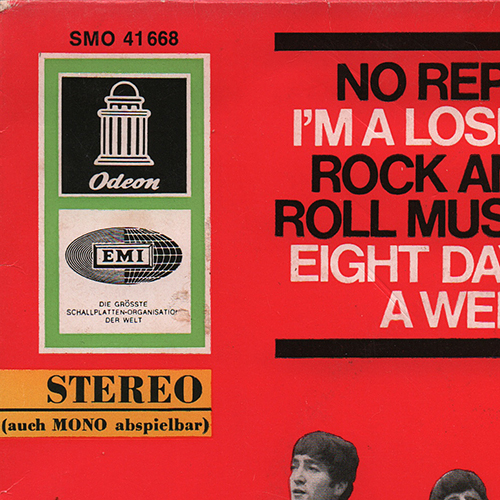 SMO 41 668
Odeon
EMI
DIE GRÖSSTE
SCHALLPLATTEN-ORGANISATION
DER WELT
STEREO
(auch MONO abspielbar)
NO REP
I'M A LOS
ROCK A
ROLL MUS
EIGHT DA
A WE